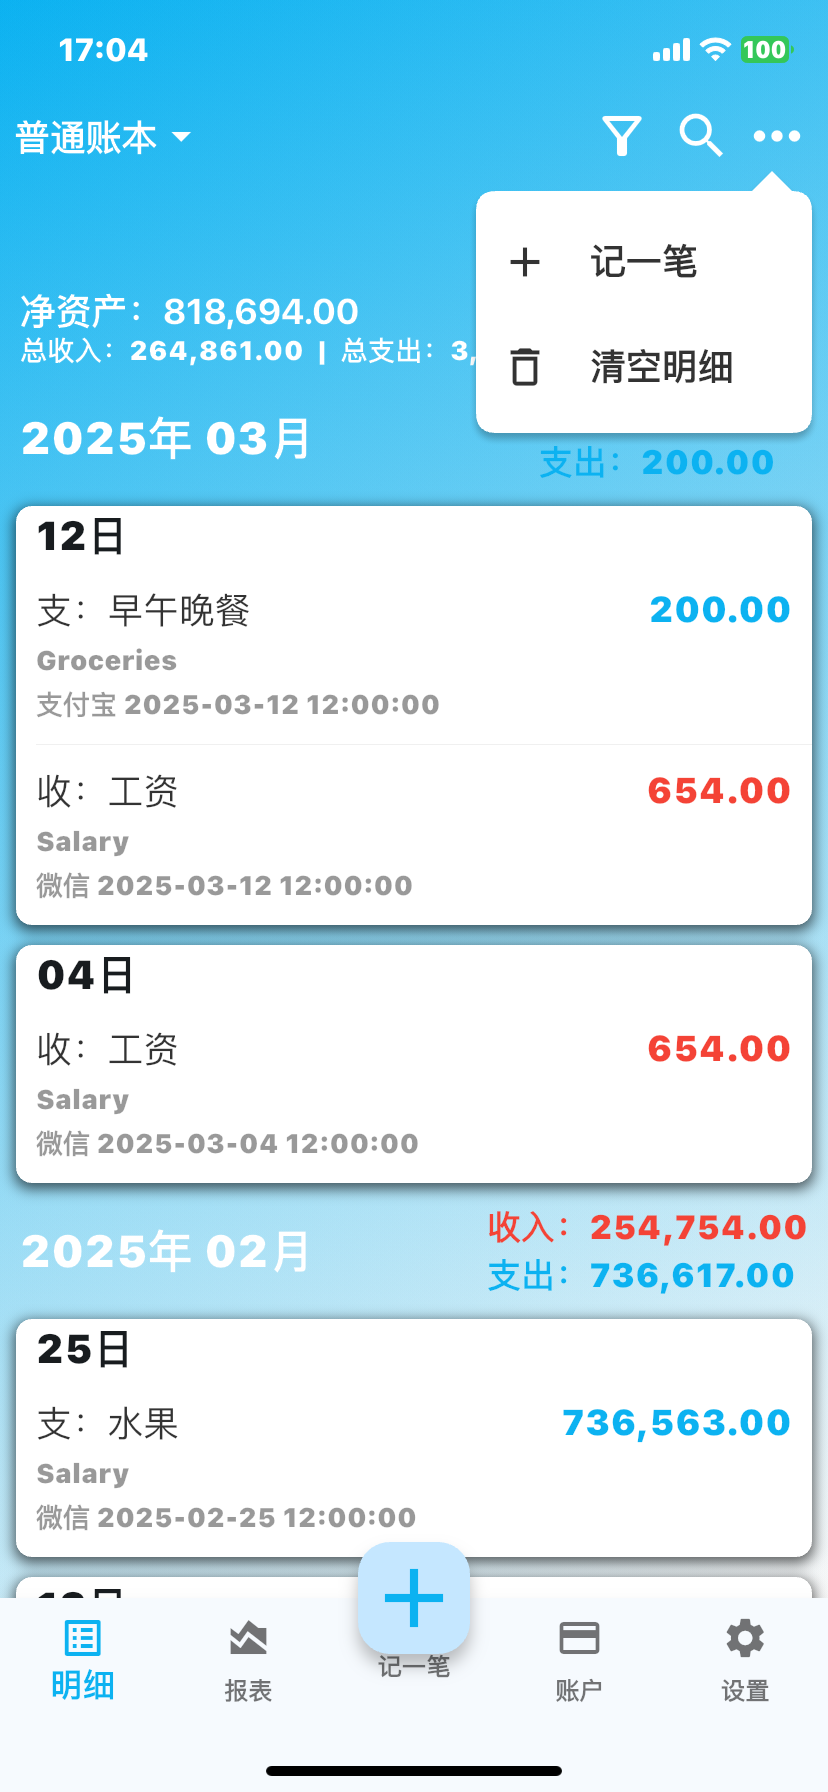 17:04
100
普通账本
记一笔
清空明细
净资产：818,694.00
总收入：264,861.00 | 总支出：3,
2025年 03月
支出：200.00
12日
支：早午晚餐 200.00
Groceries
支付宝 2025-03-12 12:00:00
收：工资 654.00
Salary
微信 2025-03-12 12:00:00
04日
收：工资 654.00
Salary
微信 2025-03-04 12:00:00
2025年 02月
收入：254,754.00
支出：736,617.00
25日
支：水果 736,563.00
Salary
微信 2025-02-25 12:00:00
明细
报表
记一笔
账户
设置